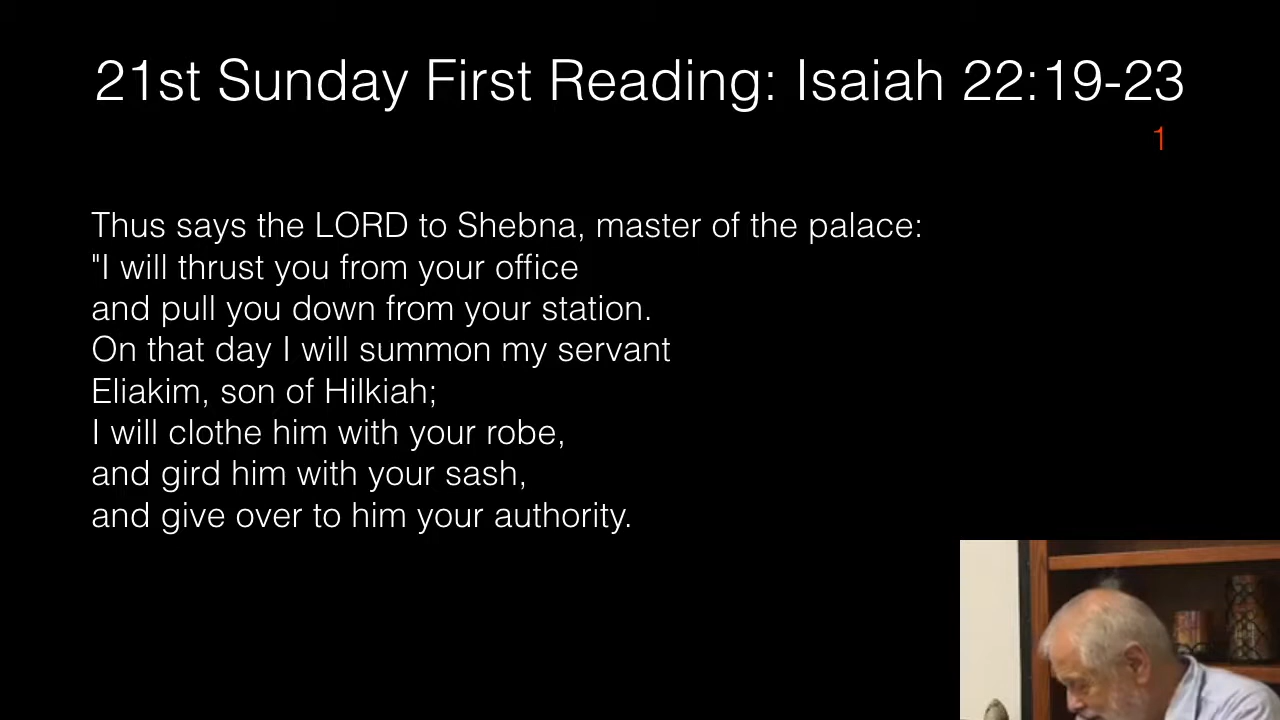 21st Sunday First Reading: Isaiah 22:19-23
1
Thus says the LORD to Shebna, master of the palace:
"I will thrust you from your office
and pull you down from your station.
On that day I will summon my servant
Eliakim, son of Hilkiah;
I will clothe him with your robe,
and gird him with your sash,
and give over to him your authority.